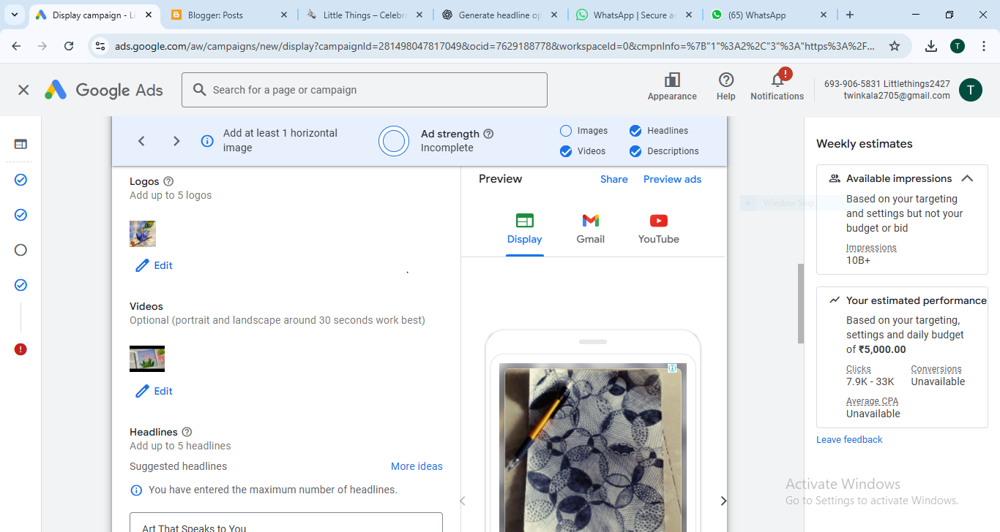 Display campaign - Li
Blogger: Posts
Little Things – Celebra
Generate headline op
WhatsApp | Secure a
(65) WhatsApp
ads.google.com/aw/campaigns/new/display?campaignId=281498047817049&ocid=7629188778&workspaceId=0&cmpnInfo=%7B"1"%3A2%2C"3"%3A"https%3A%2F...
T
Google Ads
Search for a page or campaign
Appearance
Help
Notifications
693-906-5831 Littlethings2427
twinkala2705@gmail.com
T
Add at least 1 horizontal
image
Ad strength
Incomplete
Images
Headlines
Videos
Descriptions
Logos
Add up to 5 logos
Edit
Videos
Optional (portrait and landscape around 30 seconds work best)
Edit
Headlines
Add up to 5 headlines
Suggested headlines
More ideas
You have entered the maximum number of headlines.
Art That Speaks to You
Preview
Share
Preview ads
Display
Gmail
YouTube
Window Snip
Weekly estimates
Available impressions
Based on your targeting
and settings but not your
budget or bid
Impressions
10B+
Your estimated performance
Based on your targeting,
settings and daily budget
of ₹5,000.00
Clicks
Conversions
7.9K - 33K
Unavailable
Average CPA
Unavailable
Leave feedback
Activate Windows
Go to Settings to activate Windows.